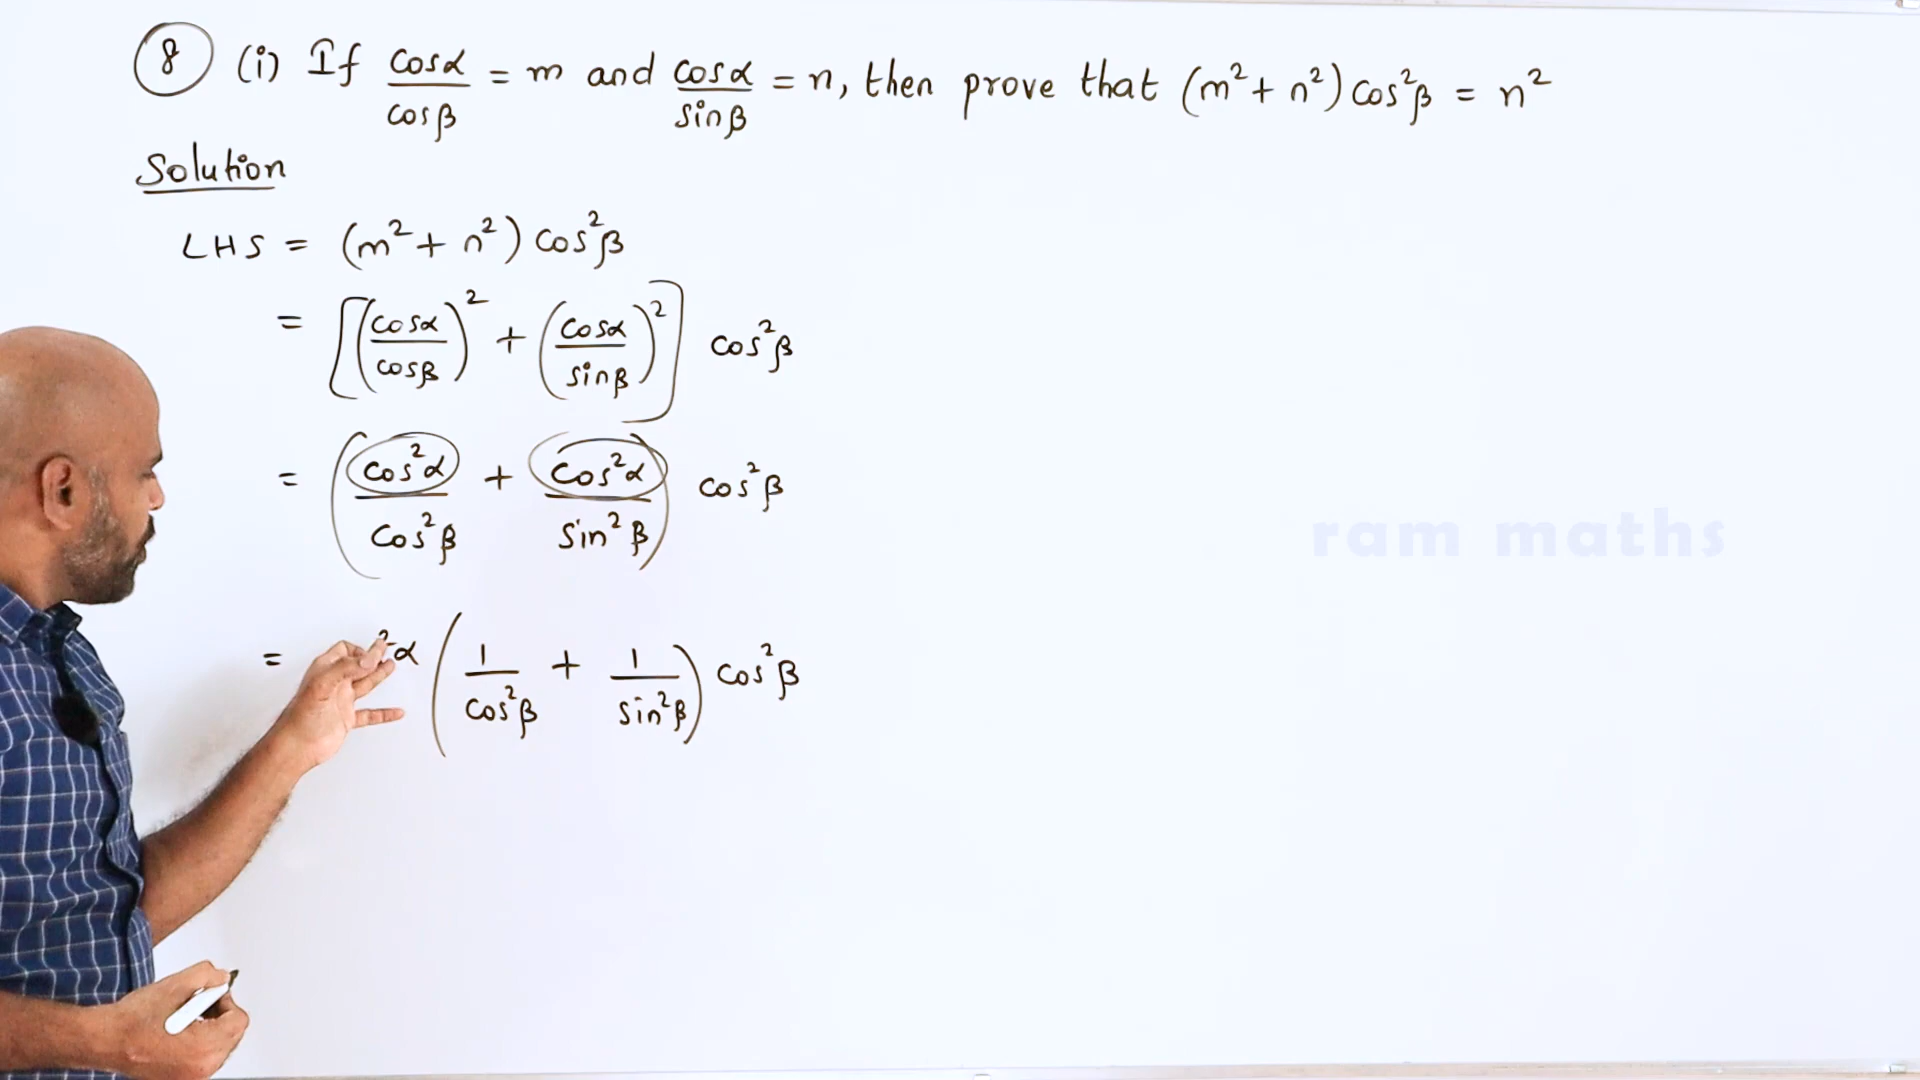 8 (i) If cosα/cosβ = m and cosα/sinβ = n, then prove that (m² + n²) cos²β = n²
Solution
LHS = (m² + n²) cos²β
= [(cosα/cosβ)² + (cosα/sinβ)²] cos²β
= (cos²α/cos²β + cos²α/sin²β) cos²β
= ²α (1/cos²β + 1/sin²β) cos²β
ram maths